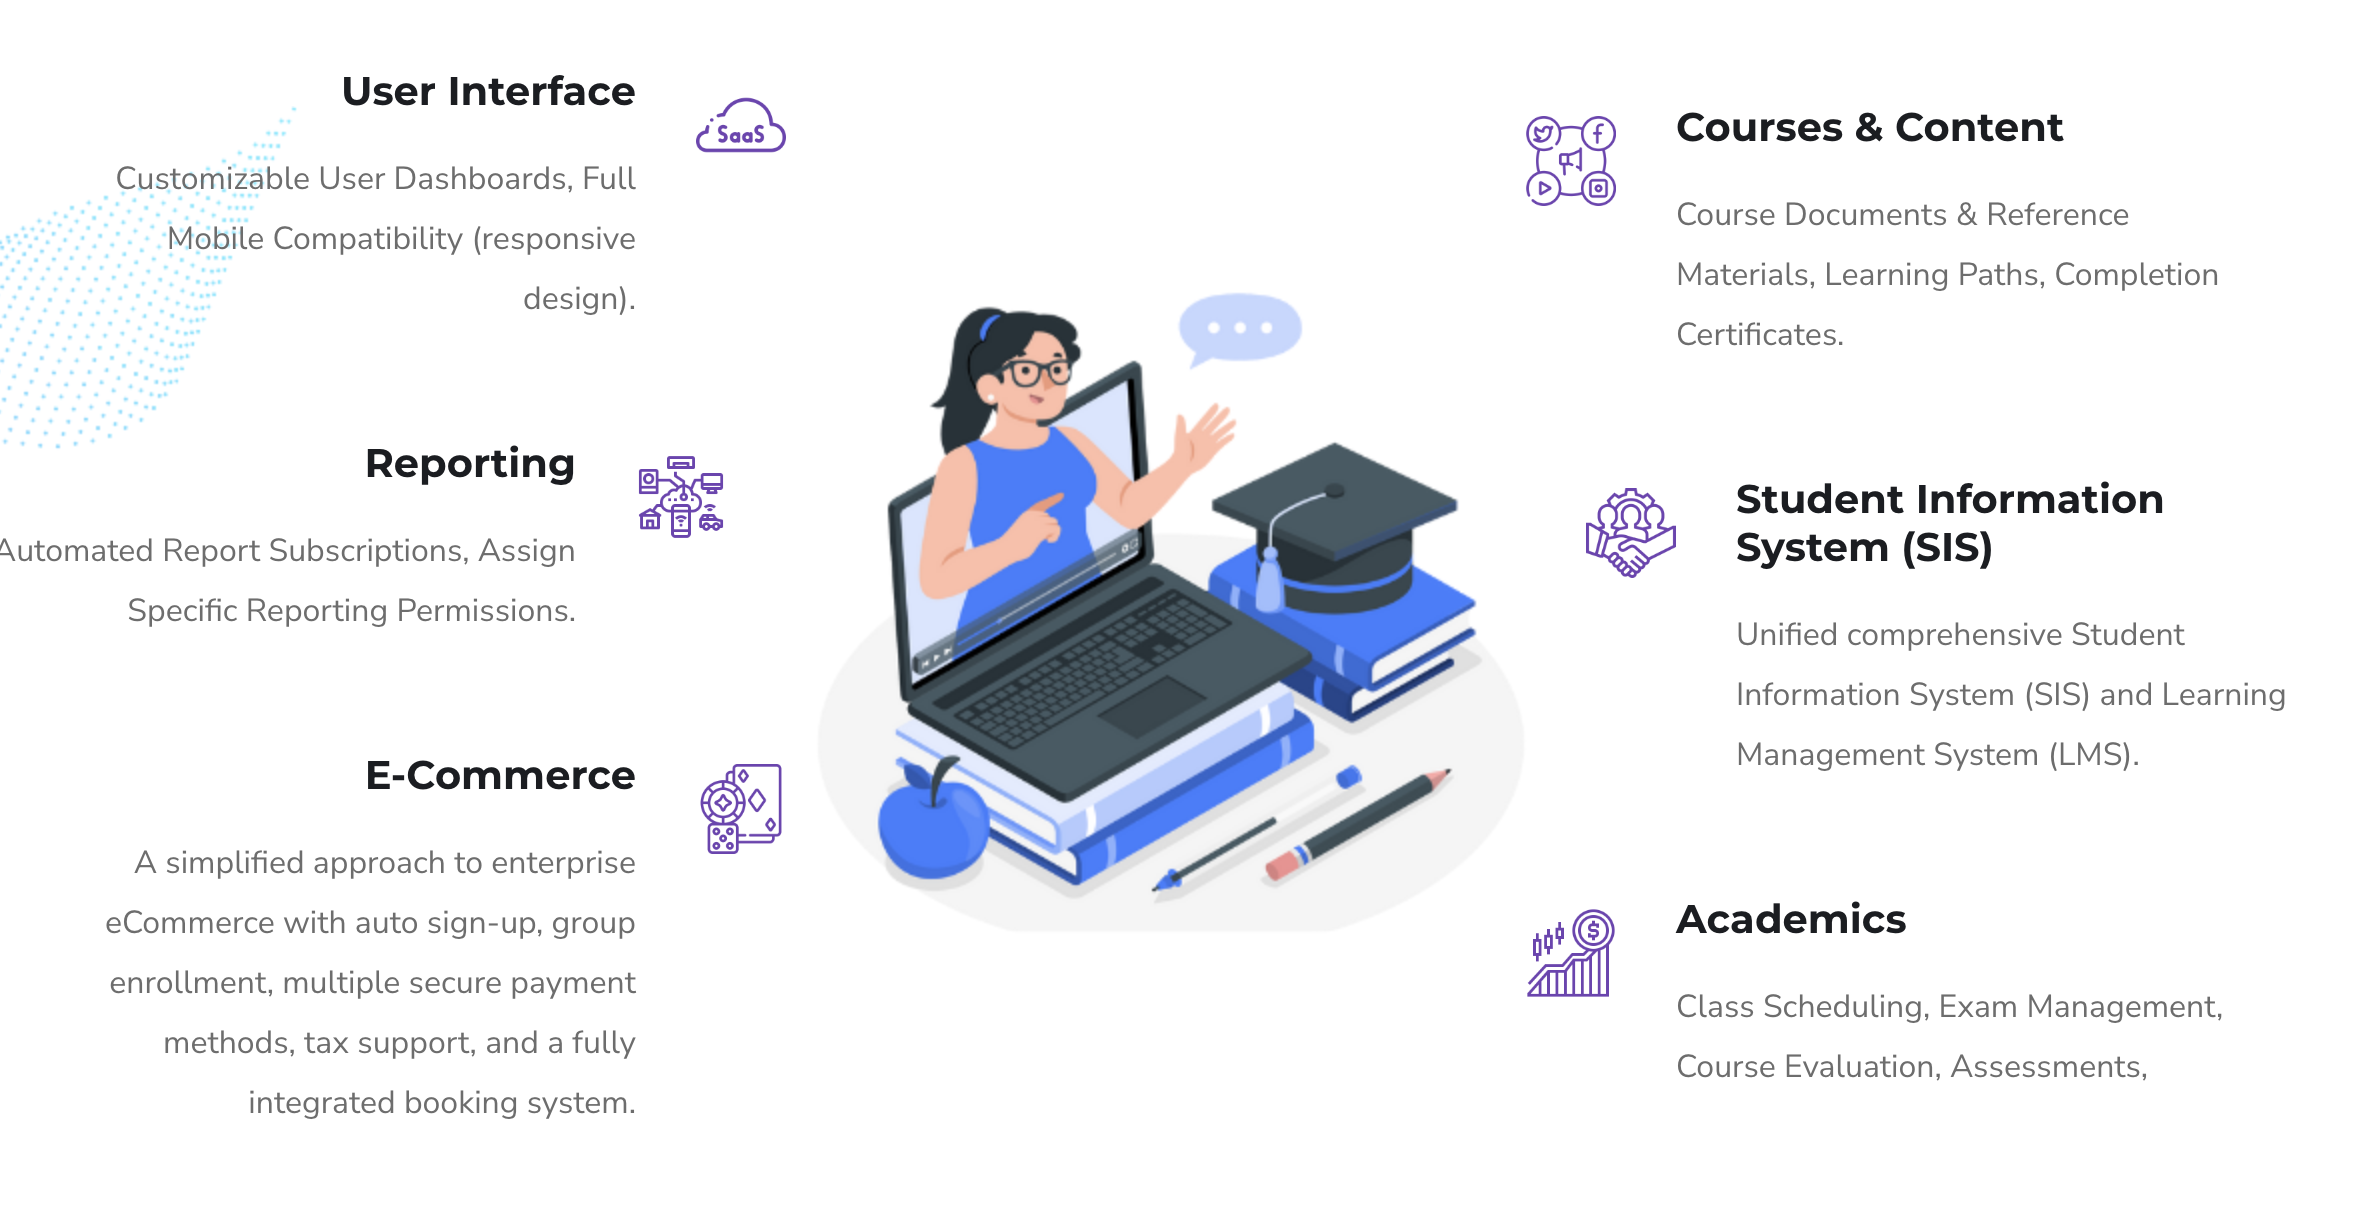 User Interface
SaaS
Customizable User Dashboards, Full
Mobile Compatibility (responsive
design).
Reporting
Automated Report Subscriptions, Assign
Specific Reporting Permissions.
E-Commerce
A simplified approach to enterprise
eCommerce with auto sign-up, group
enrollment, multiple secure payment
methods, tax support, and a fully
integrated booking system.
Courses & Content
Course Documents & Reference
Materials, Learning Paths, Completion
Certificates.
Student Information
System (SIS)
Unified comprehensive Student
Information System (SIS) and Learning
Management System (LMS).
Academics
$
Class Scheduling, Exam Management,
Course Evaluation, Assessments,